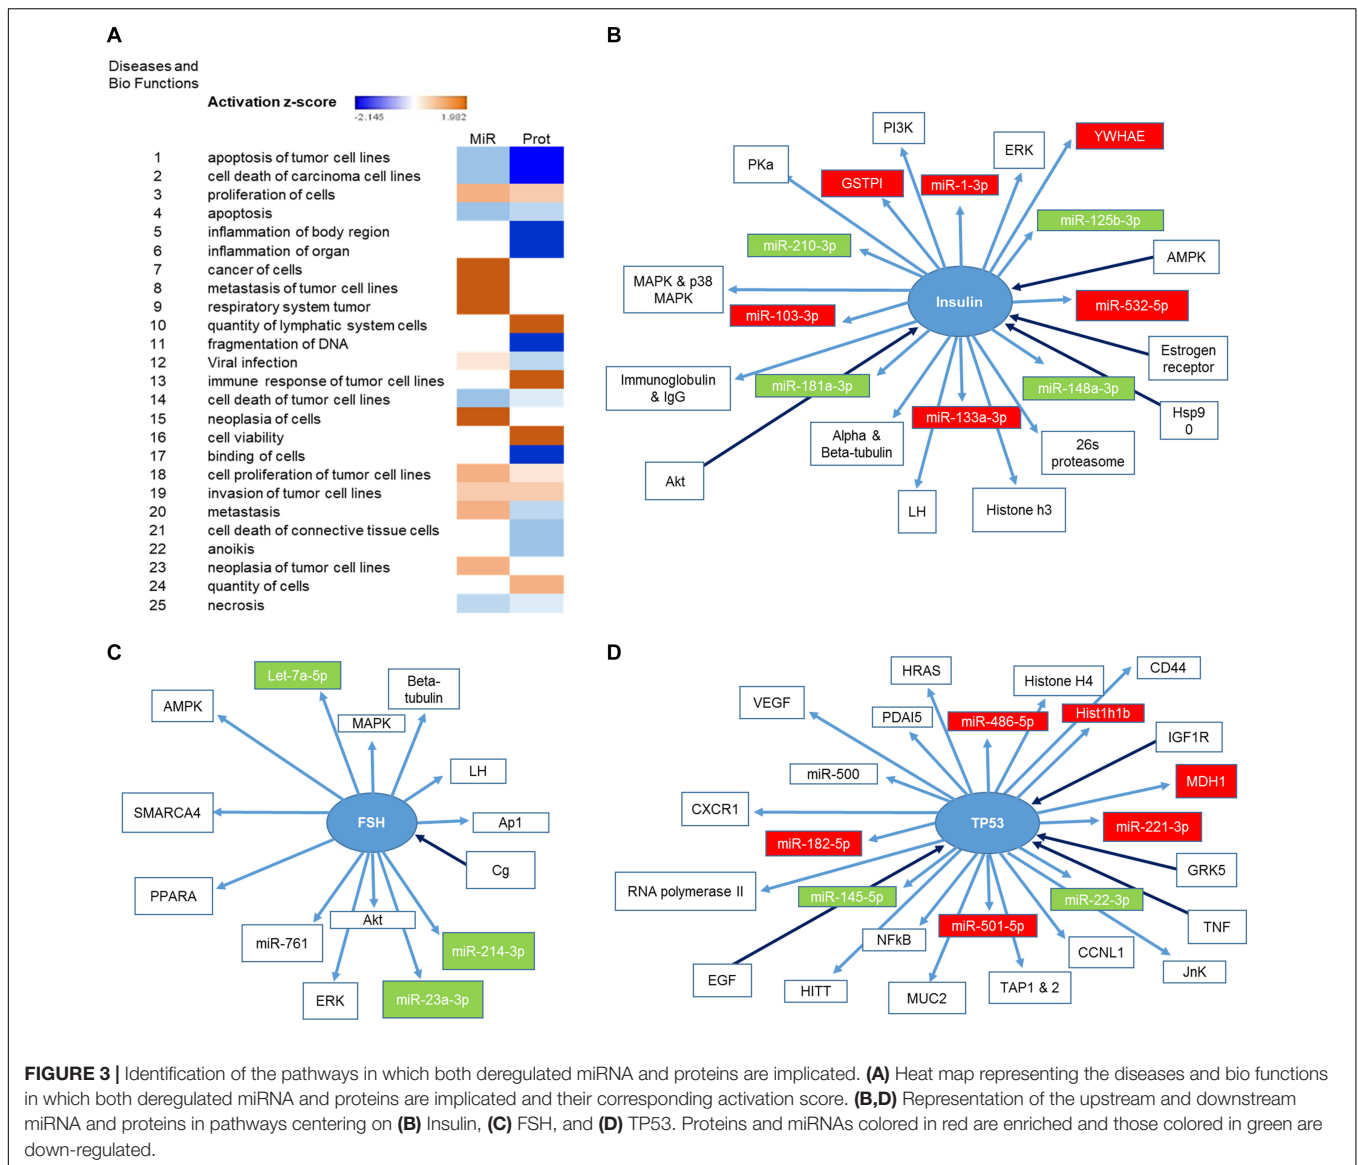 A
Diseases and
Bio Functions
Activation z-score
-2.145
1.982
MiR Prot
1 apoptosis of tumor cell lines
2 cell death of carcinoma cell lines
3 proliferation of cells
4 apoptosis
5 inflammation of body region
6 inflammation of organ
7 cancer of cells
8 metastasis of tumor cell lines
9 respiratory system tumor
10 quantity of lymphatic system cells
11 fragmentation of DNA
12 Viral infection
13 immune response of tumor cell lines
14 cell death of tumor cell lines
15 neoplasia of cells
16 cell viability
17 binding of cells
18 cell proliferation of tumor cell lines
19 invasion of tumor cell lines
20 metastasis
21 cell death of connective tissue cells
22 anoikis
23 neoplasia of tumor cell lines
24 quantity of cells
25 necrosis
B
PI3K
ERK
YWHAE
PKa
GSTPI
miR-1-3p
miR-125b-3p
miR-210-3p
AMPK
MAPK & p38
MAPK
Insulin
miR-532-5p
miR-103-3p
Estrogen
receptor
Immunoglobulin
& IgG
miR-181a-3p
miR-148a-3p
miR-133a-3p
Hsp9
0
Alpha &
Beta-tubulin
26s
proteasome
Akt
LH
Histone h3
C
Let-7a-5p
Beta-
tubulin
AMPK
MAPK
LH
SMARCA4
FSH
Ap1
Cg
PPARA
Akt
miR-761
miR-214-3p
ERK
miR-23a-3p
D
HRAS
Histone H4
CD44
VEGF
PDAI5
miR-486-5p
Hist1h1b
IGF1R
miR-500
MDH1
CXCR1
TP53
miR-221-3p
miR-182-5p
GRK5
RNA polymerase II
miR-145-5p
miR-22-3p
miR-501-5p
TNF
NFkB
CCNL1
EGF
HITT
MUC2
TAP1 & 2
JnK
FIGURE 3 | Identification of the pathways in which both deregulated miRNA and proteins are implicated. (A) Heat map representing the diseases and bio functions
in which both deregulated miRNA and proteins are implicated and their corresponding activation score. (B,D) Representation of the upstream and downstream
miRNA and proteins in pathways centering on (B) Insulin, (C) FSH, and (D) TP53. Proteins and miRNAs colored in red are enriched and those colored in green are
down-regulated.